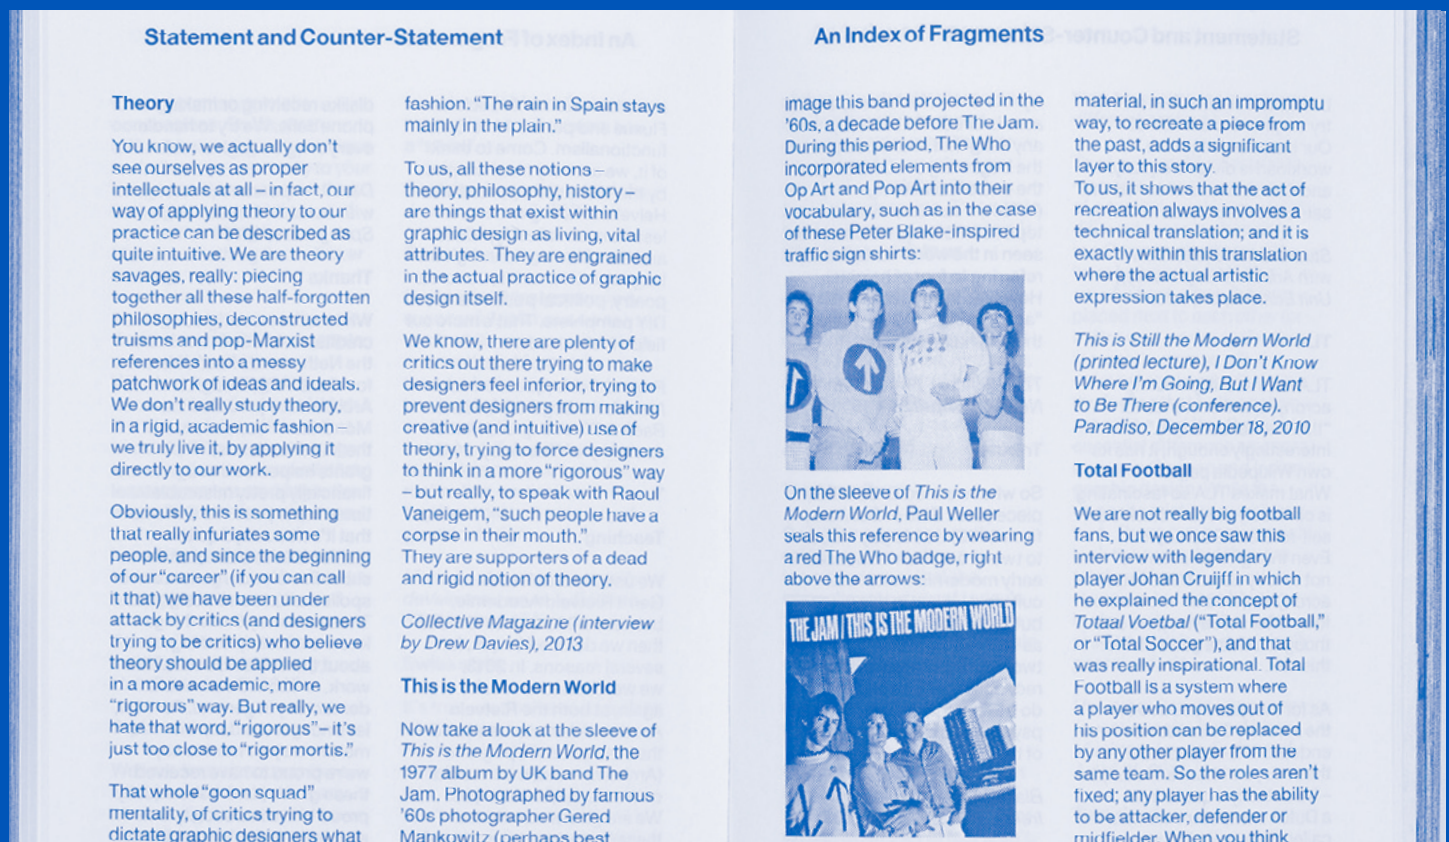 Statement and Counter-Statement
Theory
You know, we actually don't
see ourselves as proper
intellectuals at all – in fact, our
way of applying theory to our
practice can be described as
quite intuitive. We are theory
savages, really: piecing
together all these half-forgotten
philosophies, deconstructed
truisms and pop-Marxist
references into a messy
patchwork of ideas and ideals.
We don't really study theory,
in a rigid, academic fashion –
we truly live it, by applying it
directly to our work.
Obviously, this is something
that really infuriates some
people, and since the beginning
of our “career” (if you can call
it that) we have been under
attack by critics (and designers
trying to be critics) who believe
theory should be applied
in a more academic, more
“rigorous” way. But really, we
hate that word, “rigorous” – it's
just too close to “rigor mortis.”
That whole “goon squad”
mentality, of critics trying to
dictate graphic designers what
fashion. “The rain in Spain stays
mainly in the plain.”
To us, all these notions –
theory, philosophy, history –
are things that exist within
graphic design as living, vital
attributes. They are engrained
in the actual practice of graphic
design itself.
We know, there are plenty of
critics out there trying to make
designers feel inferior, trying to
prevent designers from making
creative (and intuitive) use of
theory, trying to force designers
to think in a more “rigorous” way
– but really, to speak with Raoul
Vaneigem, “such people have a
corpse in their mouth.”
They are supporters of a dead
and rigid notion of theory.
Collective Magazine (interview
by Drew Davies), 2013
This is the Modern World
Now take a look at the sleeve of
This is the Modern World, the
1977 album by UK band The
Jam. Photographed by famous
'60s photographer Gered
Mankowitz (perhaps best
An Index of Fragments
image this band projected in the
'60s, a decade before The Jam.
During this period, The Who
incorporated elements from
Op Art and Pop Art into their
vocabulary, such as in the case
of these Peter Blake-inspired
traffic sign shirts:
On the sleeve of This is the
Modern World, Paul Weller
seals this reference by wearing
a red The Who badge, right
above the arrows:
THE JAM / THIS IS THE MODERN WORLD
material, in such an impromptu
way, to recreate a piece from
the past, adds a significant
layer to this story.
To us, it shows that the act of
recreation always involves a
technical translation; and it is
exactly within this translation
where the actual artistic
expression takes place.
This is Still the Modern World
(printed lecture), I Don't Know
Where I'm Going, But I Want
to Be There (conference).
Paradiso, December 18, 2010
Total Football
We are not really big football
fans, but we once saw this
interview with legendary
player Johan Cruijff in which
he explained the concept of
Totaal Voetbal (“Total Football,”
or “Total Soccer”), and that
was really inspirational. Total
Football is a system where
a player who moves out of
his position can be replaced
by any other player from the
same team. So the roles aren't
fixed; any player has the ability
to be attacker, defender or
midfielder. When you think